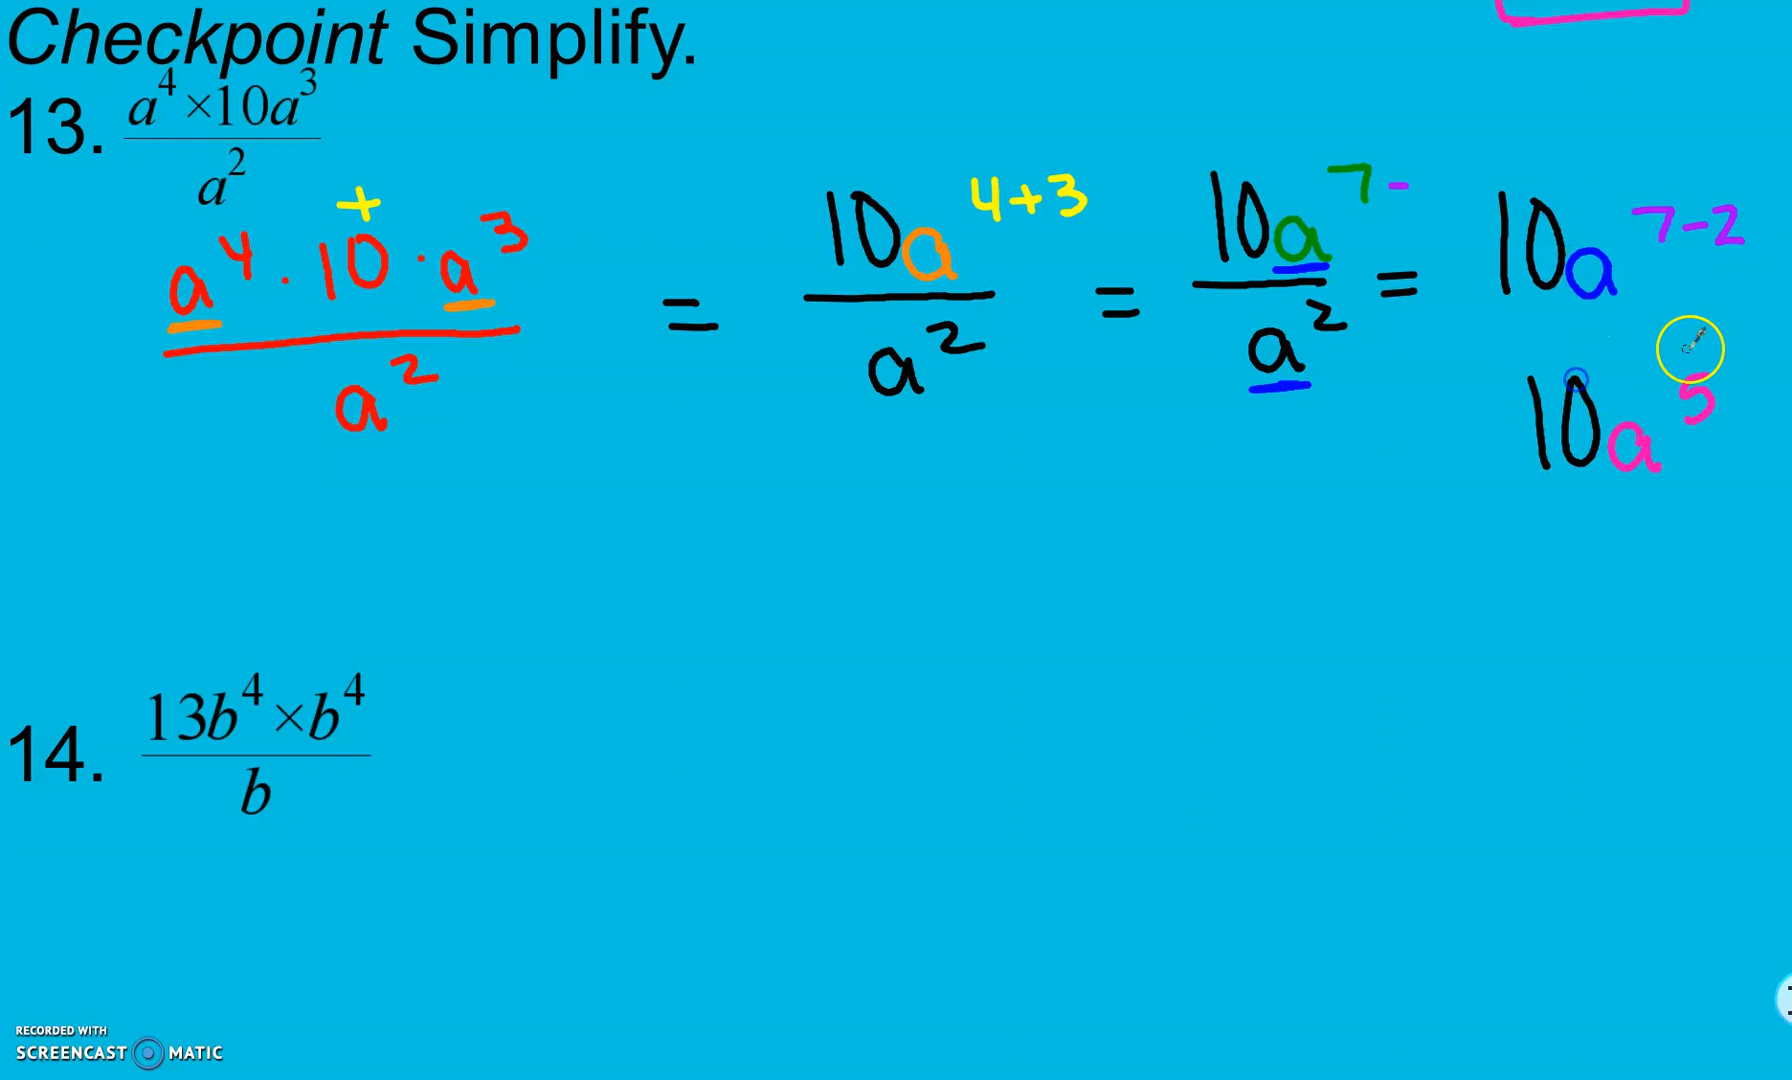 Checkpoint Simplify.
13. a^4 × 10a^3 / a^2
+
a^4 · 10 · a^3 / a^2 = 10a^(4+3) / a^2 = 10a^(7-) / a^2 = 10a^(7-2)
10a^5
14. 13b^4 × b^4 / b
RECORDED WITH
SCREENCAST MATIC